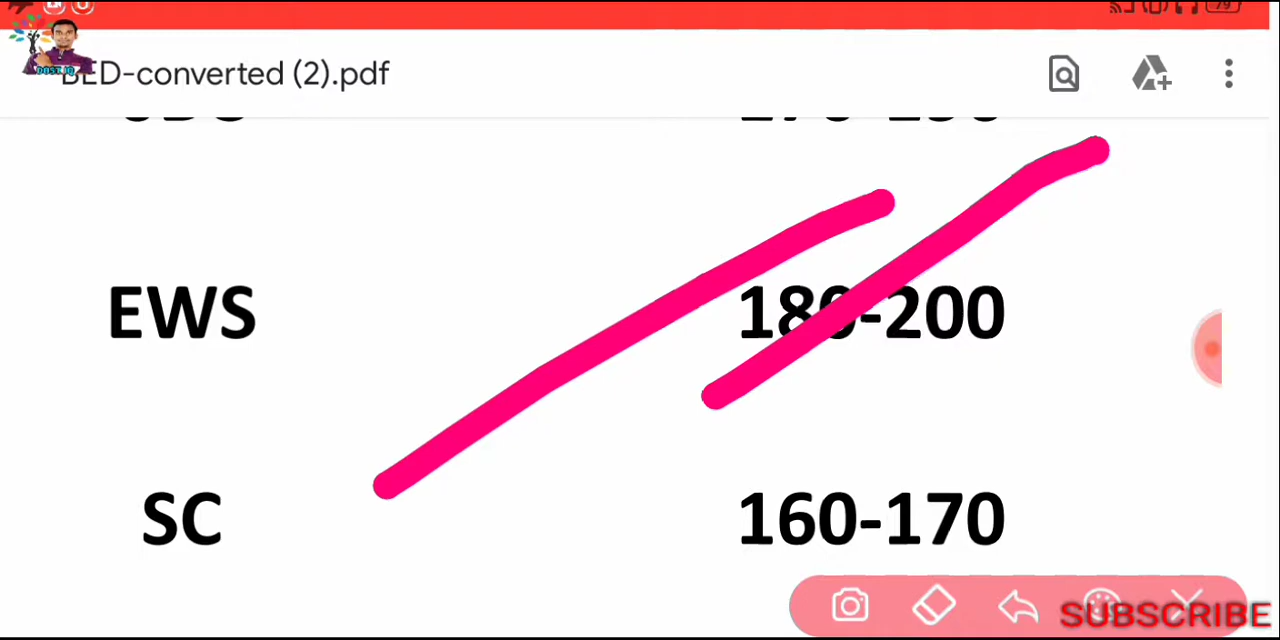 BED-converted (2).pdf
EWS 180-200
SC 160-170
SUBSCRIBE